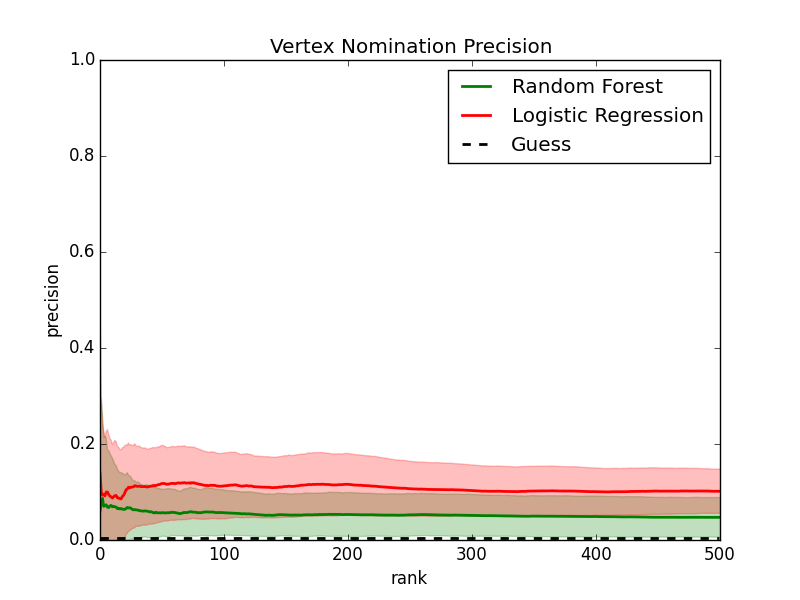 Vertex Nomination Precision
1.0
0.8
0.6
0.4
0.2
0.0
precision
Random Forest
Logistic Regression
Guess
0 100 200 300 400 500
rank